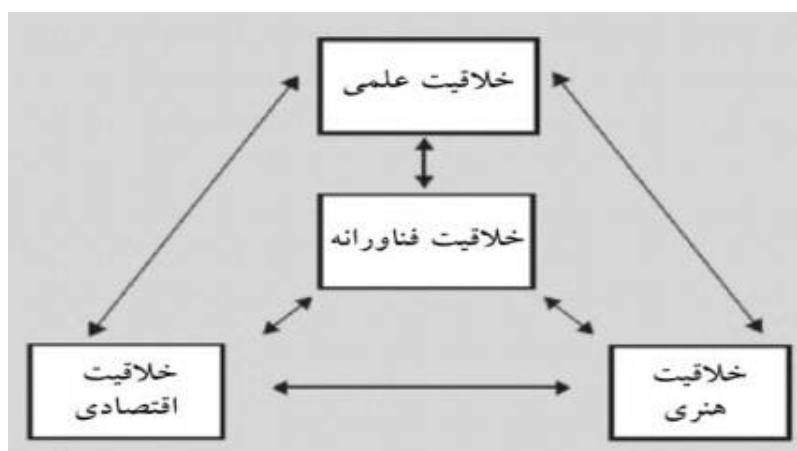 خلاقیت علمی
خلاقیت فناورانه
خلاقیت
هنری
خلاقیت
اقتصادی